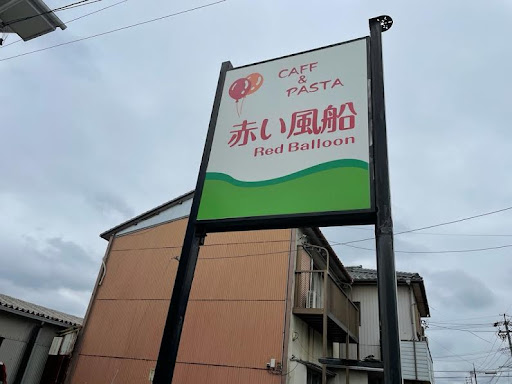 CAFF
&
PASTA
赤い風船
Red Balloon